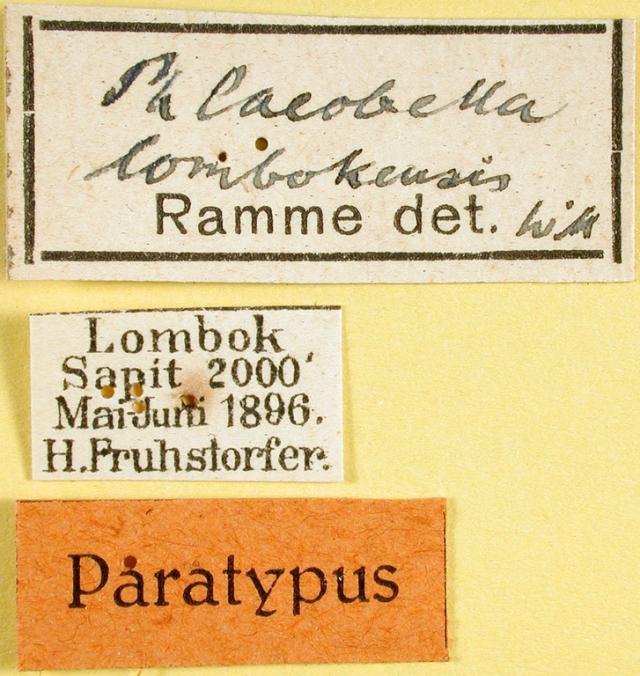 Phlaeobella
lombokensis
Ramme det.
Lombok
Sapit 2000'
Mai-Juni 1896.
H.Fruhstorfer.
Paratypus